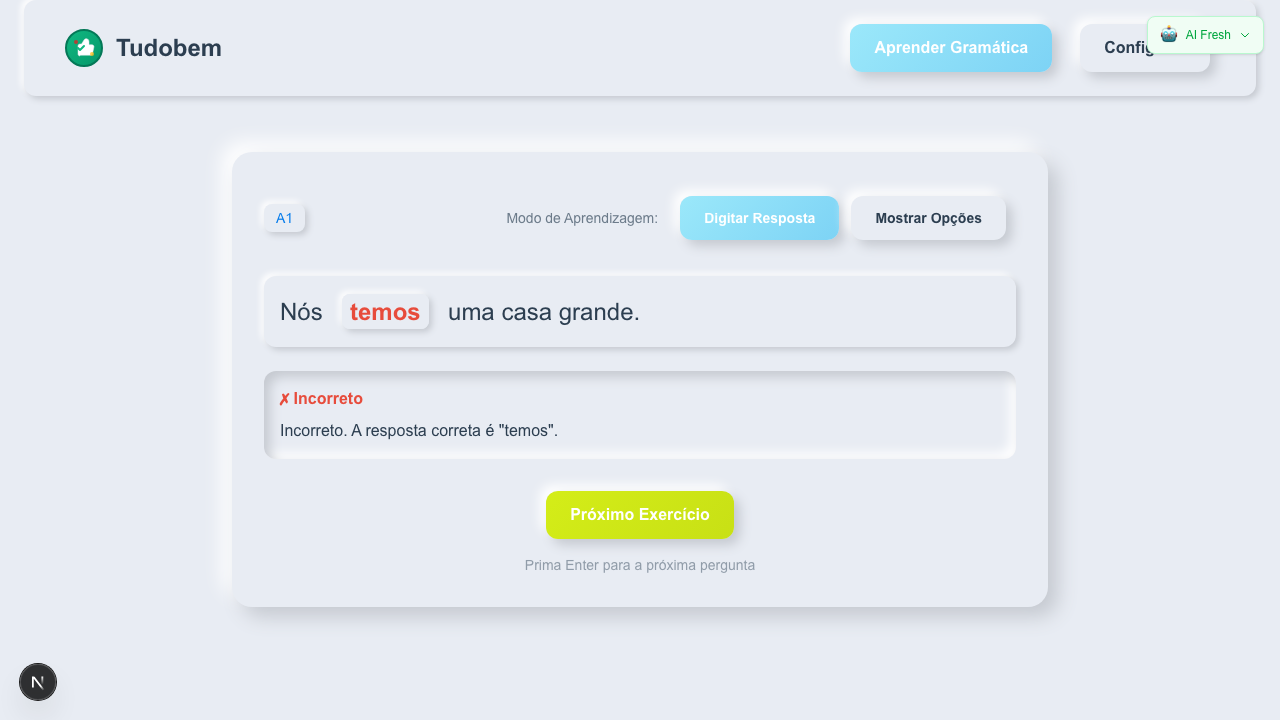 Tudobem
Aprender Gramática
Config
AI Fresh
A1
Modo de Aprendizagem:
Digitar Resposta
Mostrar Opções
Nós temos uma casa grande.
✗ Incorreto
Incorreto. A resposta correta é "temos".
Próximo Exercício
Prima Enter para a próxima pergunta
N